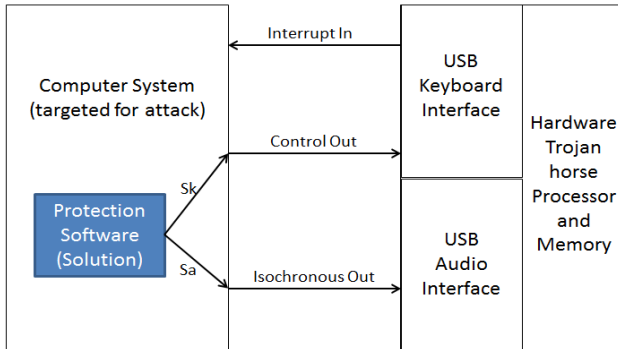 Interrupt In
Computer System
(targeted for attack)
USB
Keyboard
Interface
Control Out
Sk
Protection
Software
(Solution)
Sa
Isochronous Out
USB
Audio
Interface
Hardware
Trojan
horse
Processor
and
Memory